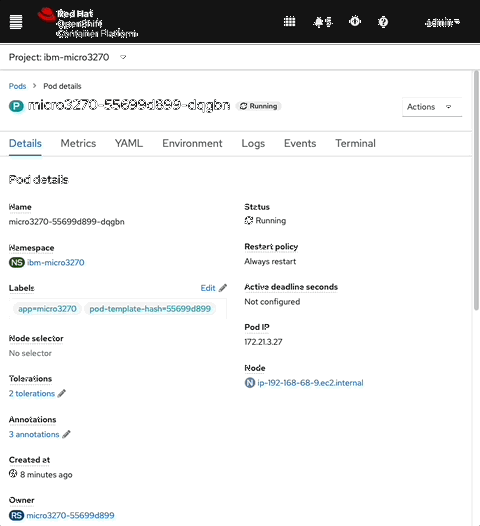 Red Hat
OpenShift
Container Platform
5
admin
Project: ibm-micro3270
Pods > Pod details
P micro3270-55699d899-dqgbn Running
Actions
Details Metrics YAML Environment Logs Events Terminal
Pod details
Name
micro3270-55699d899-dqgbn
Namespace
NS ibm-micro3270
Labels
Edit
app=micro3270 pod-template-hash=55699d899
Node selector
No selector
Tolerations
2 tolerations
Annotations
3 annotations
Created at
8 minutes ago
Owner
RS micro3270-55699d899
Status
Running
Restart policy
Always restart
Active deadline seconds
Not configured
Pod IP
172.21.3.27
Node
N ip-192-168-68-9.ec2.internal